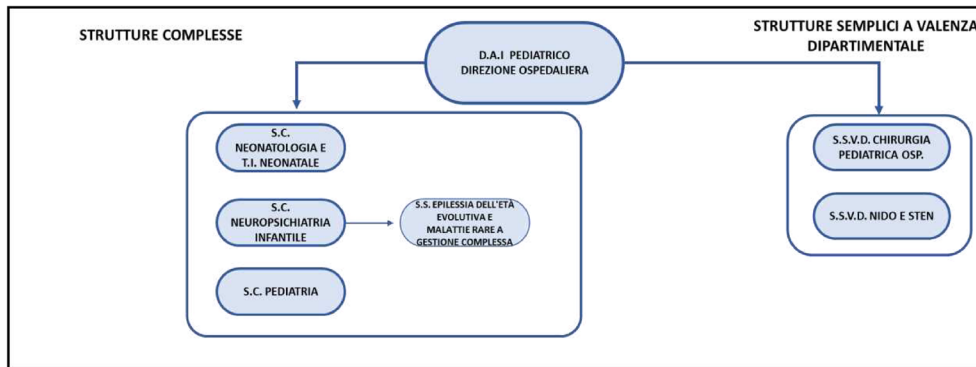 STRUTTURE COMPLESSE
D.A.I PEDIATRICO
DIREZIONE OSPEDALIERA
STRUTTURE SEMPLICI A VALENZA
DIPARTIMENTALE
S.C.
NEONATOLOGIA E
T.I. NEONATALE
S.C.
NEUROPSICHIATRIA
INFANTILE
S.S. EPILESSIA DELL'ETÀ
EVOLUTIVA E
MALATTIE RARE A
GESTIONE COMPLESSA
S.C. PEDIATRIA
S.S.V.D. CHIRURGIA
PEDIATRICA OSP.
S.S.V.D. NIDO E STEN